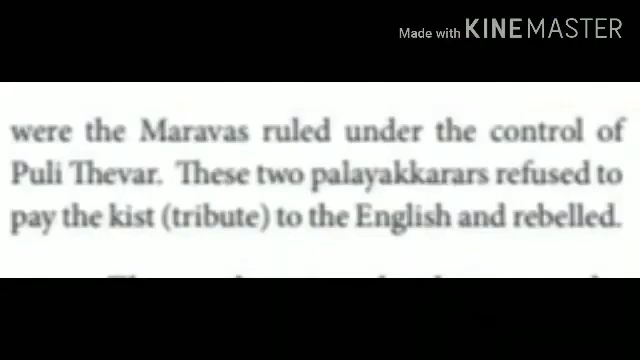 Made with KINEMASTER
were the Maravas ruled under the control of
Puli Thevar. These two palayakkarars refused to
pay the kist (tribute) to the English and rebelled.